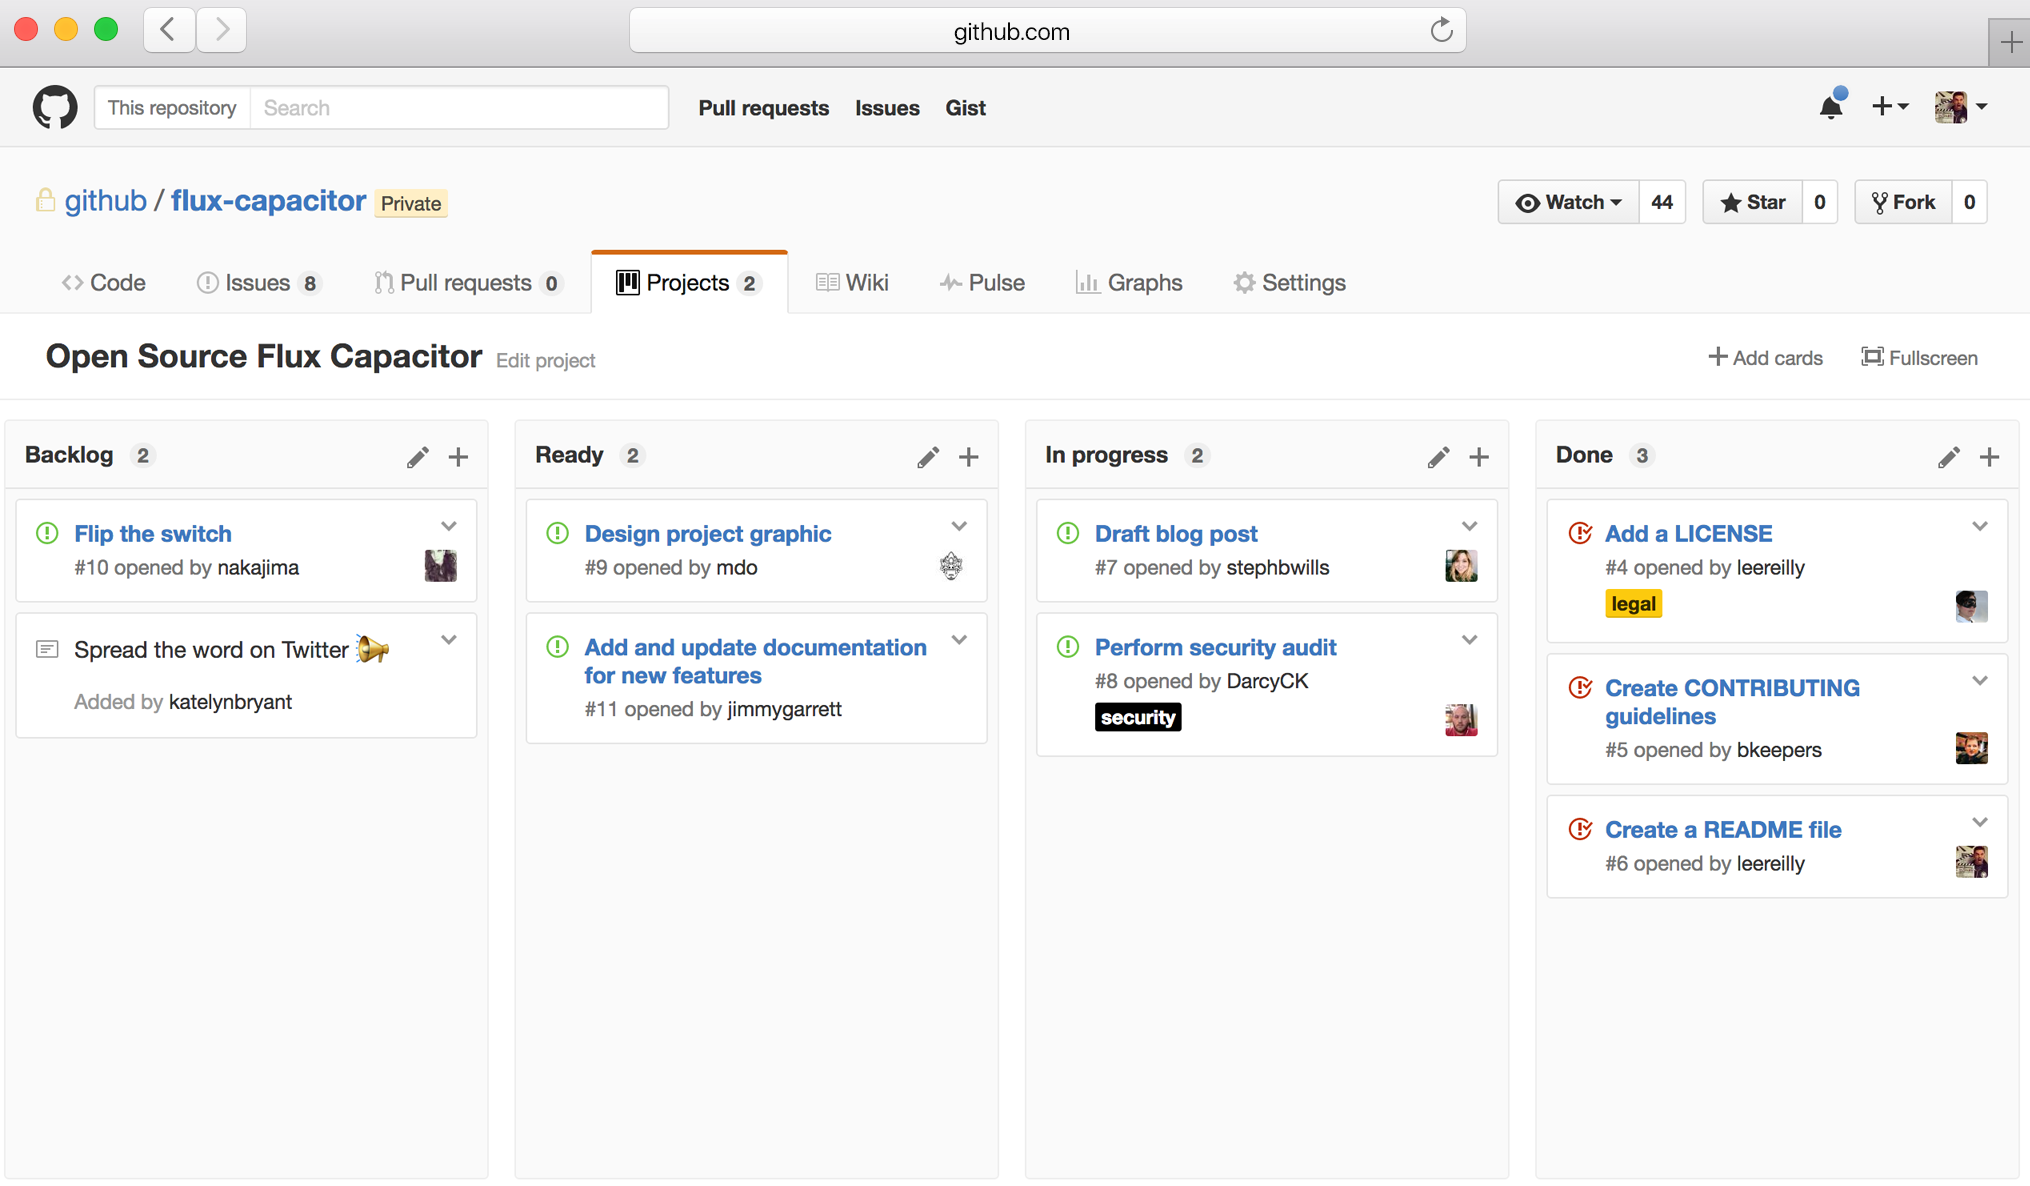 github.com
This repository Search Pull requests Issues Gist
github / flux-capacitor Private Watch 44 Star 0 Fork 0
Code Issues 8 Pull requests 0 Projects 2 Wiki Pulse Graphs Settings
Open Source Flux Capacitor Edit project Add cards Fullscreen
Backlog 2
Flip the switch
#10 opened by nakajima
Spread the word on Twitter
Added by katelynbryant
Ready 2
Design project graphic
#9 opened by mdo
Add and update documentation
for new features
#11 opened by jimmygarrett
In progress 2
Draft blog post
#7 opened by stephbwills
Perform security audit
#8 opened by DarcyCK
security
Done 3
Add a LICENSE
#4 opened by leereilly
legal
Create CONTRIBUTING
guidelines
#5 opened by bkeepers
Create a README file
#6 opened by leereilly